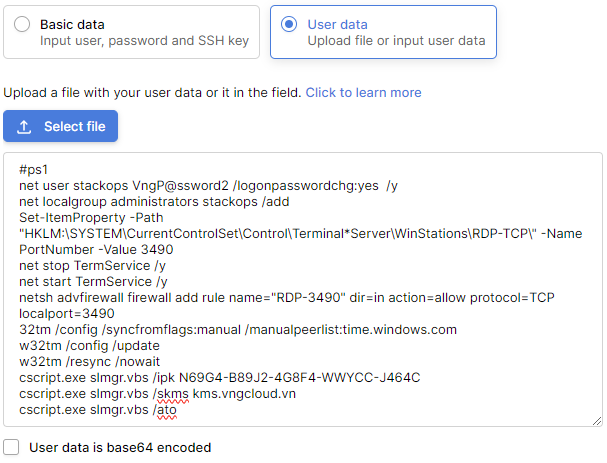 Basic data
Input user, password and SSH key
User data
Upload file or input user data
Upload a file with your user data or it in the field. Click to learn more
Select file
#ps1
net user stackops VngP@ssword2 /logonpasswordchg:yes  /y
net localgroup administrators stackops /add
Set-ItemProperty -Path
"HKLM:\SYSTEM\CurrentControlSet\Control\Terminal*Server\WinStations\RDP-TCP\" -Name
PortNumber -Value 3490
net stop TermService /y
net start TermService /y
netsh advfirewall firewall add rule name="RDP-3490" dir=in action=allow protocol=TCP
localport=3490
32tm /config /syncfromflags:manual /manualpeerlist:time.windows.com
w32tm /config /update
w32tm /resync /nowait
cscript.exe slmgr.vbs /ipk N69G4-B89J2-4G8F4-WWYCC-J464C
cscript.exe slmgr.vbs /skms kms.vngcloud.vn
cscript.exe slmgr.vbs /ato
User data is base64 encoded